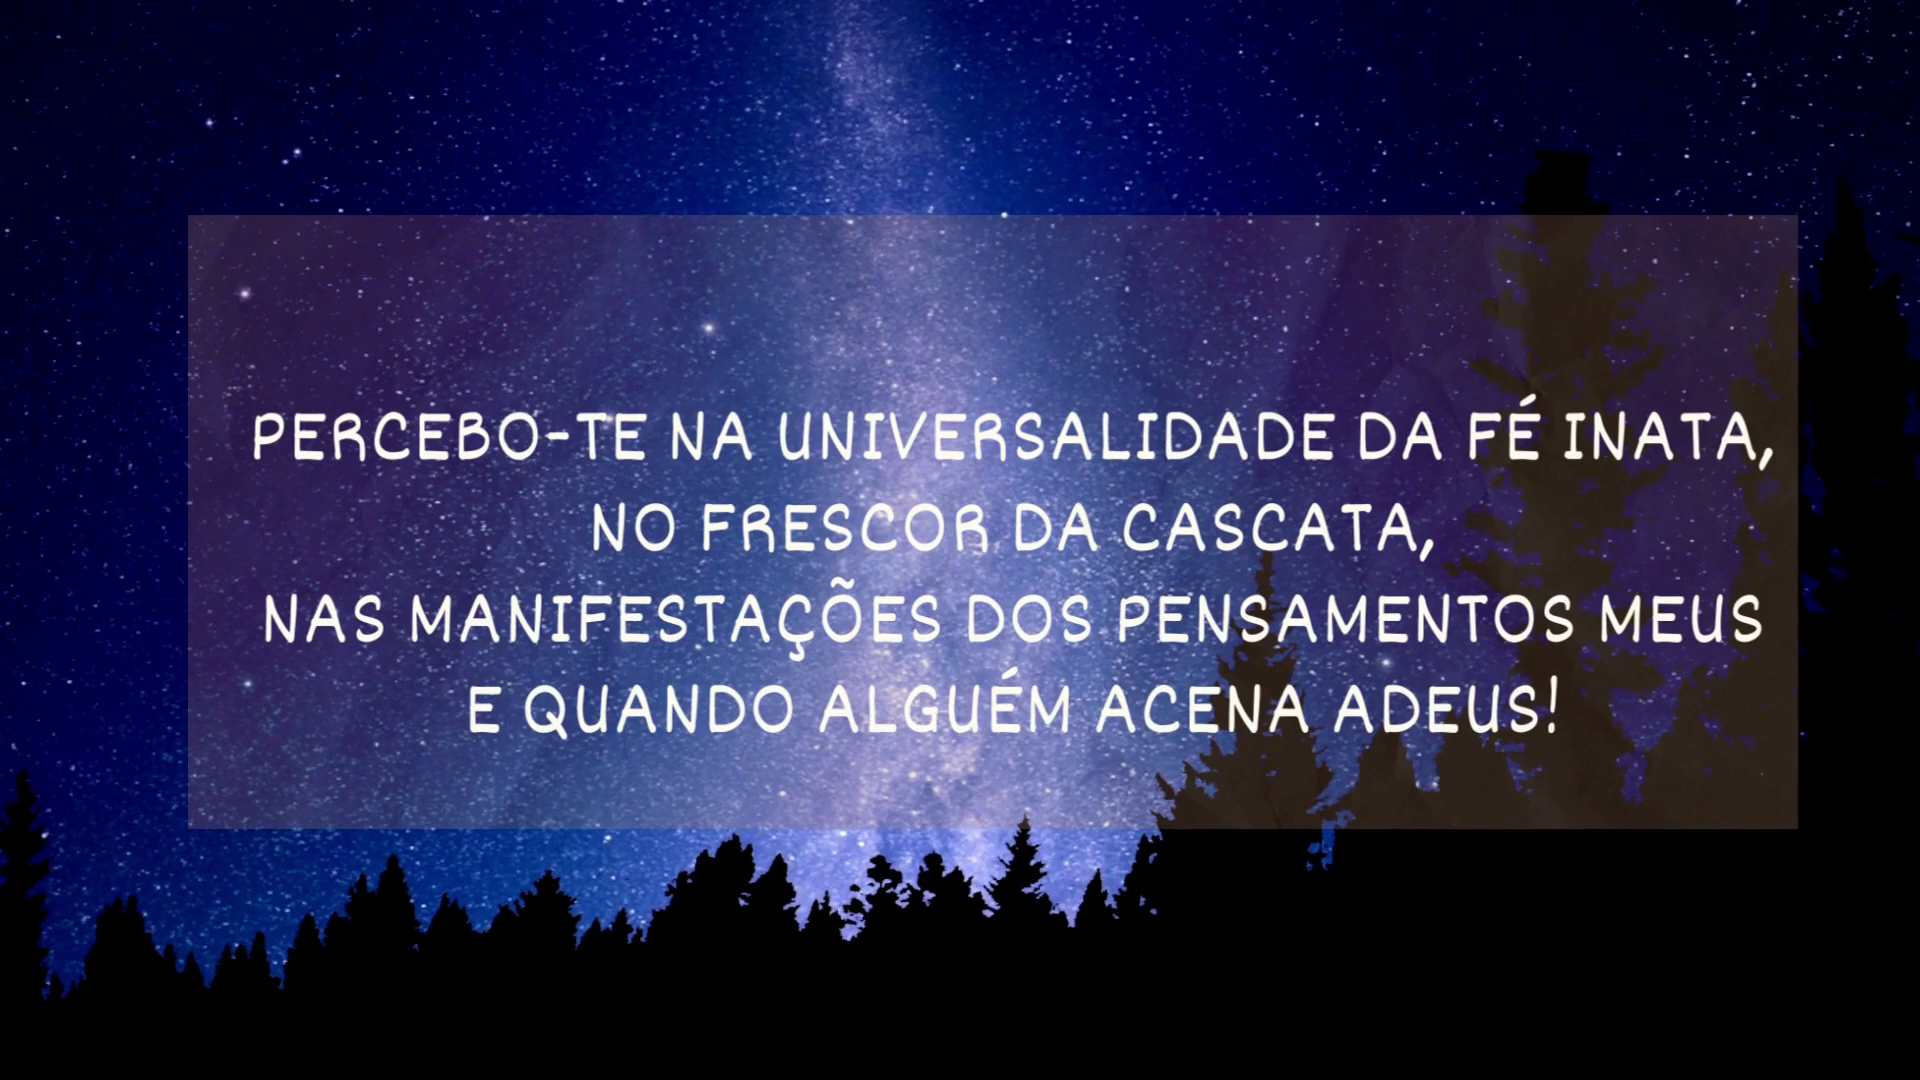 PERCEBO-TE NA UNIVERSALIDADE DA FÉ INATA,
NO FRESCOR DA CASCATA,
NAS MANIFESTAÇÕES DOS PENSAMENTOS MEUS
E QUANDO ALGUÉM ACENA ADEUS!